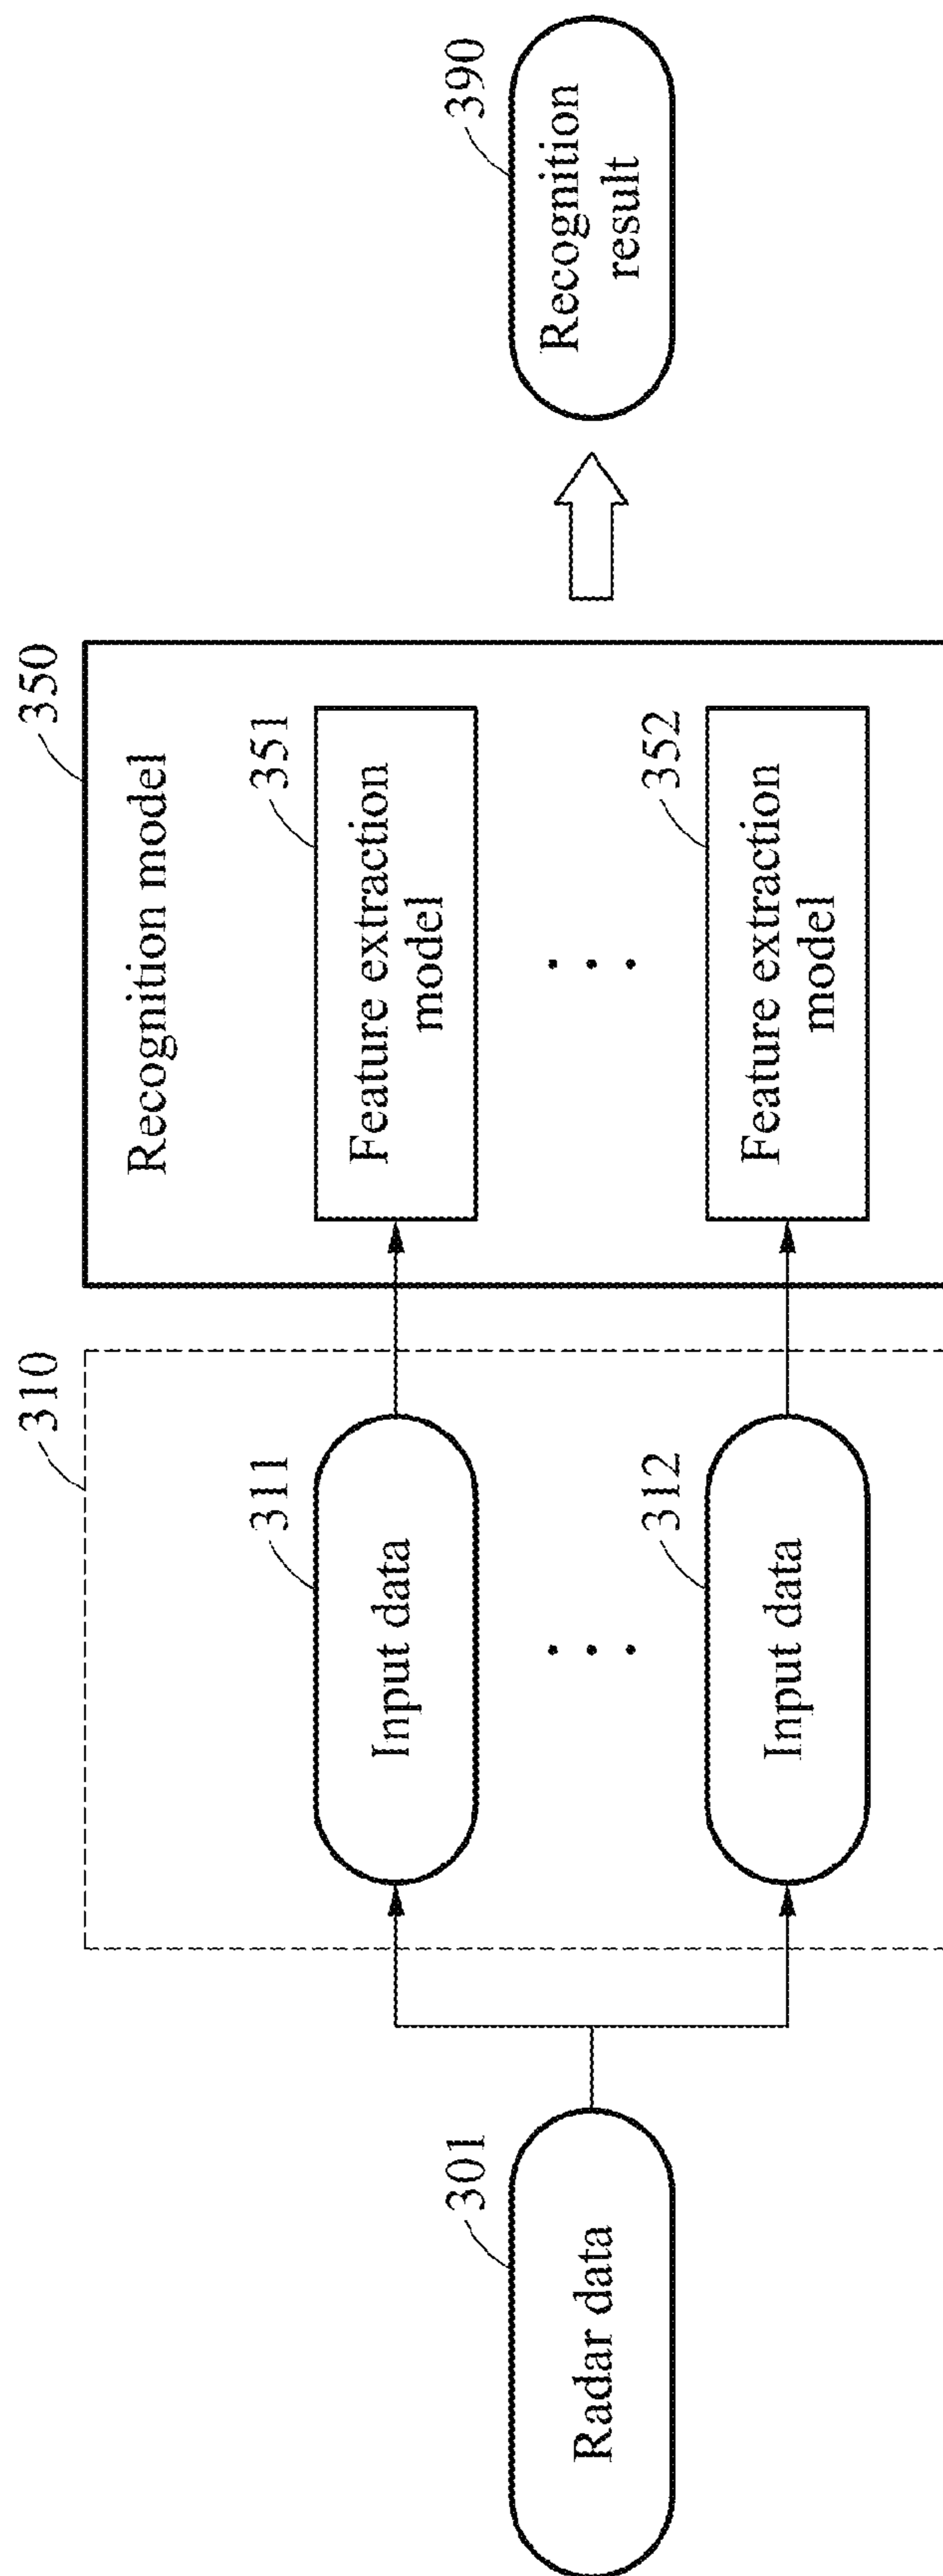 301
Radar data
310
311
Input data
312
Input data
350
Recognition model
351
Feature extraction
model
352
Feature extraction
model
390
Recognition
result